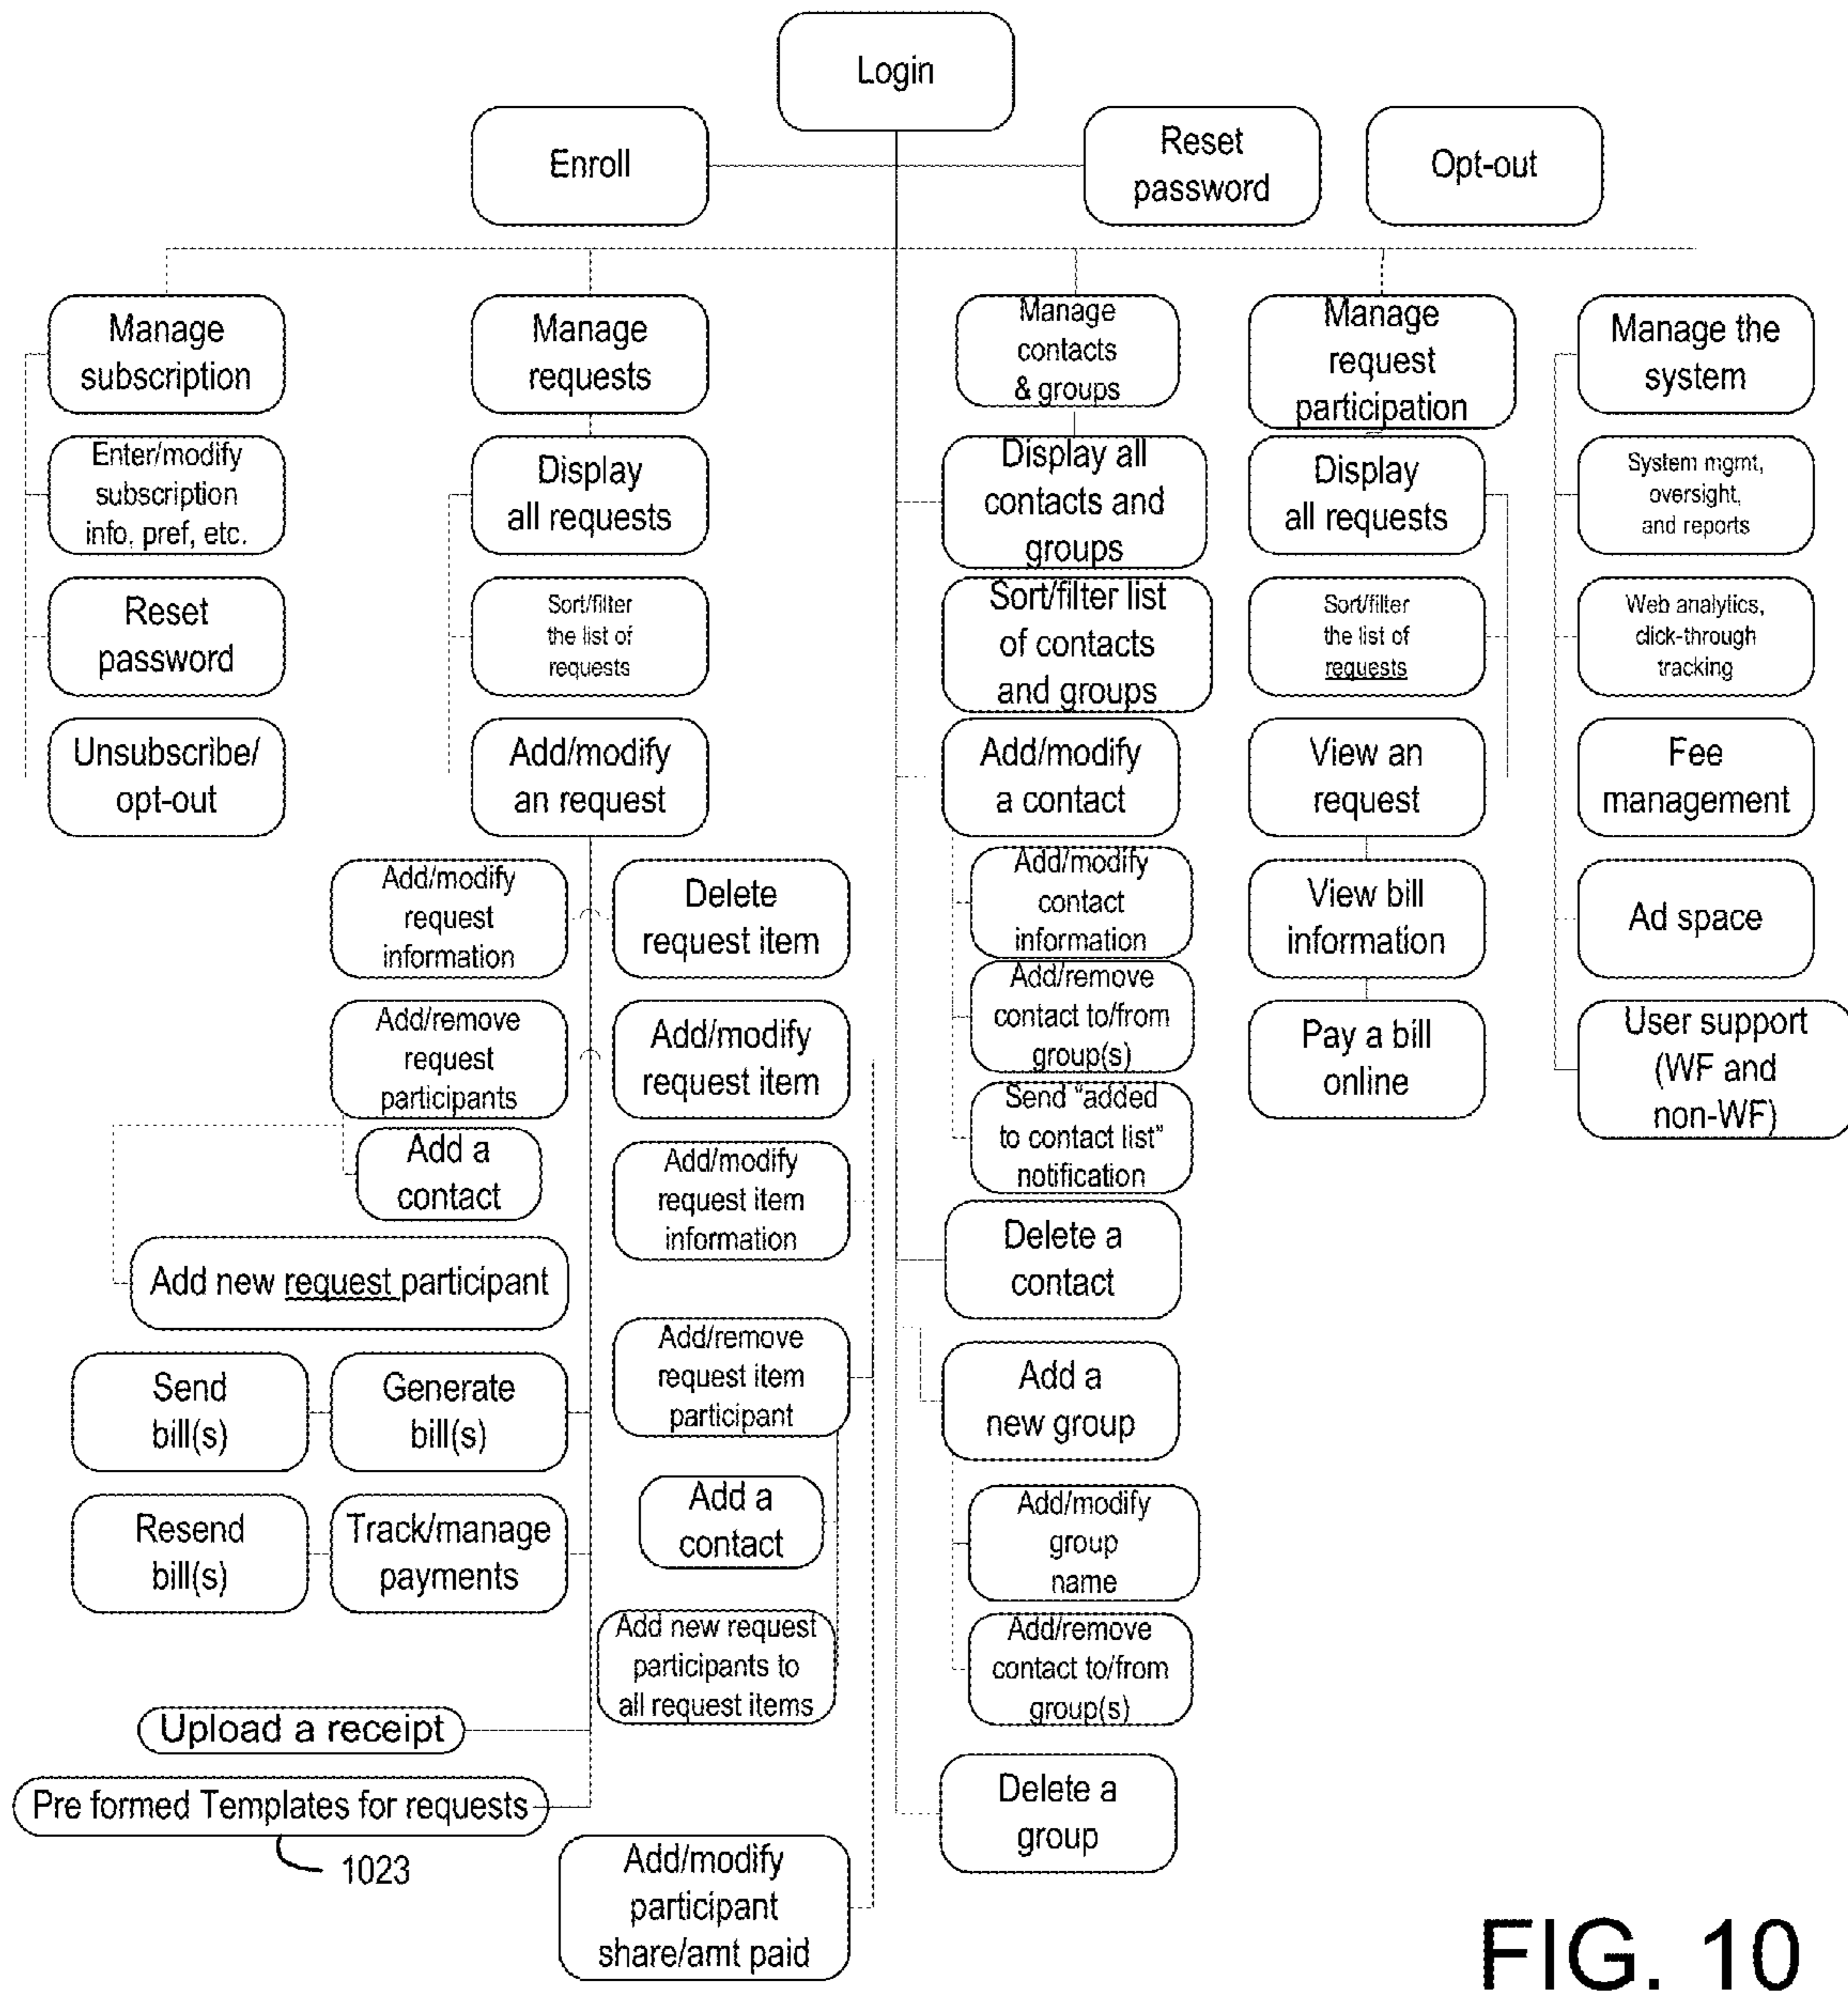 Login
Enroll
Reset
password
Opt-out
Manage
subscription
Enter/modify
subscription
info, pref, etc.
Reset
password
Unsubscribe/
opt-out
Manage
requests
Display
all requests
Sort/filter
the list of
requests
Add/modify
an request
Add/modify
request
information
Delete
request item
Add/remove
request
participants
Add/modify
request item
Add a
contact
Add/modify
request item
information
Add new request participant
Add/remove
request item
participant
Send
bill(s)
Generate
bill(s)
Add a
contact
Resend
bill(s)
Track/manage
payments
Add new request
participants to
all request items
Upload a receipt
Pre formed Templates for requests
1023
Add/modify
participant
share/amt paid
Manage
contacts
& groups
Display all
contacts and
groups
Sort/filter list
of contacts
and groups
Add/modify
a contact
Add/modify
contact
information
Add/remove
contact to/from
group(s)
Send "added
to contact list"
notification
Delete a
contact
Add a
new group
Add/modify
group
name
Add/remove
contact to/from
group(s)
Delete a
group
Manage
request
participation
Display
all requests
Sort/filter
the list of
requests
View an
request
View bill
information
Pay a bill
online
Manage the
system
System mgmt,
oversight,
and reports
Web analytics,
click-through
tracking
Fee
management
Ad space
User support
(WF and
non-WF)
FIG. 10